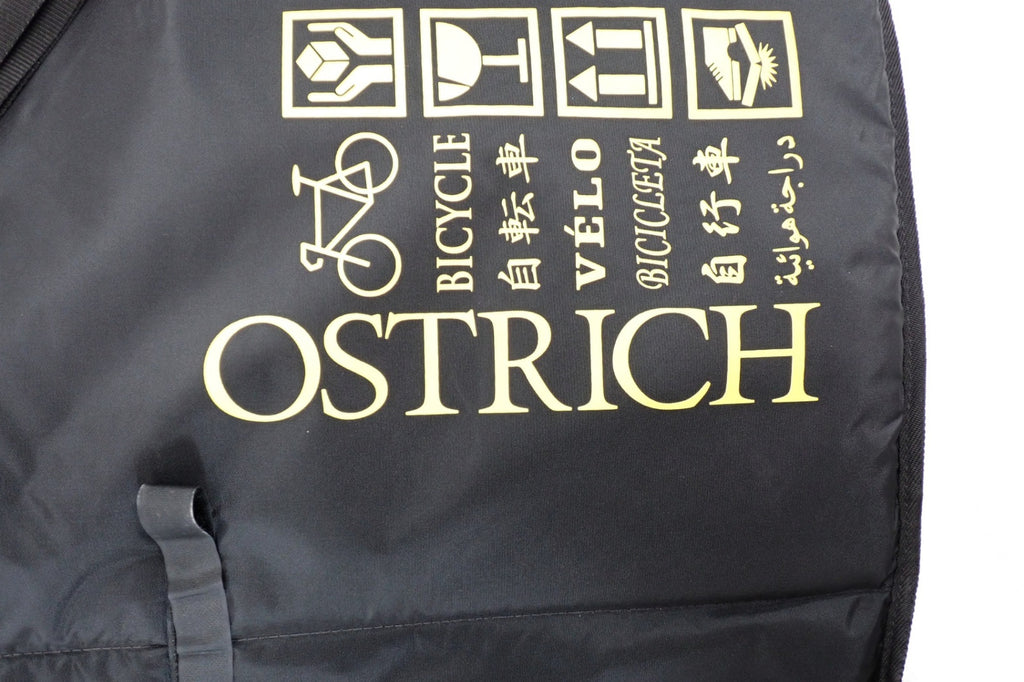 BICYCLE
自転車
VÉLO
BICICLETA
自行车
دراجة هوائية
OSTRICH